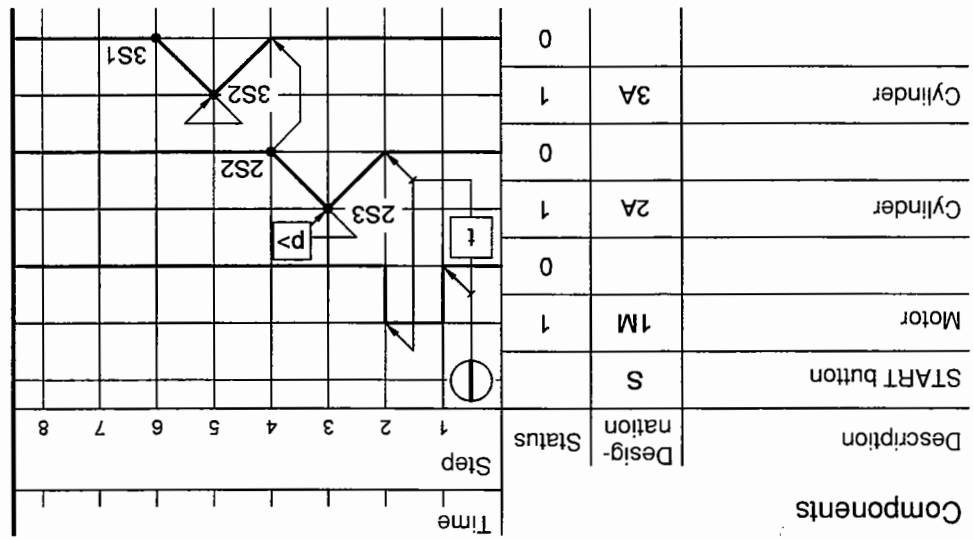 Components
Time
Step
Description
Desig-
nation
Status
1 2 3 4 5 6 7 8
START button S
Motor 1M 1
0
t
p>
Cylinder 2A 1
2S3
0
2S2
Cylinder 3A 1
3S2
0
3S1